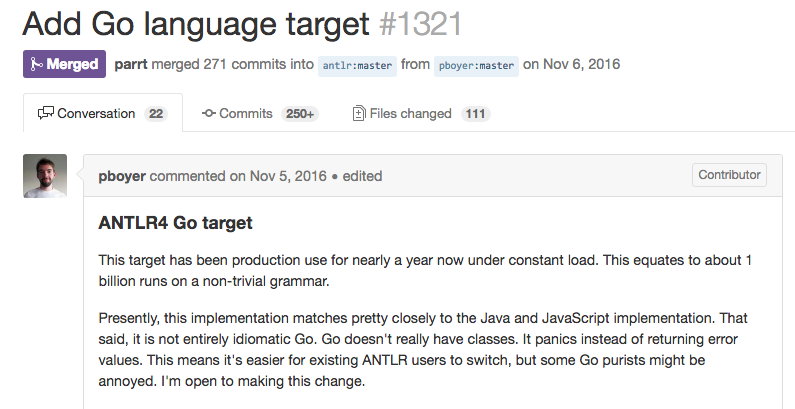 Add Go language target #1321
Merged parrt merged 271 commits into antlr:master from pboyer:master on Nov 6, 2016
Conversation 22 Commits 250+ Files changed 111
pboyer commented on Nov 5, 2016 • edited Contributor
ANTLR4 Go target
This target has been production use for nearly a year now under constant load. This equates to about 1
billion runs on a non-trivial grammar.
Presently, this implementation matches pretty closely to the Java and JavaScript implementation. That
said, it is not entirely idiomatic Go. Go doesn't really have classes. It panics instead of returning error
values. This means it's easier for existing ANTLR users to switch, but some Go purists might be
annoyed. I'm open to making this change.